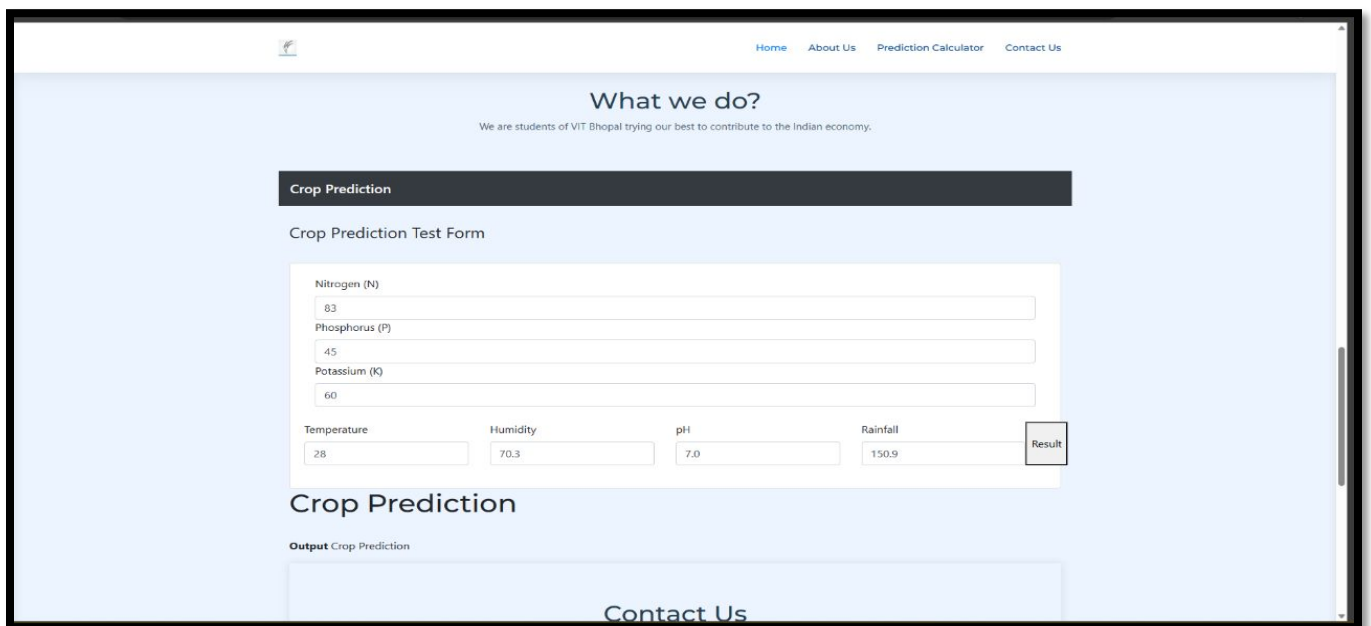 Home About Us Prediction Calculator Contact Us
What we do?
We are students of VIT Bhopal trying our best to contribute to the Indian economy.
Crop Prediction
Crop Prediction Test Form
Nitrogen (N)
83
Phosphorus (P)
45
Potassium (K)
60
Temperature Humidity pH Rainfall
28 70.3 7.0 150.9 Result
Crop Prediction
Output Crop Prediction
Contact Us